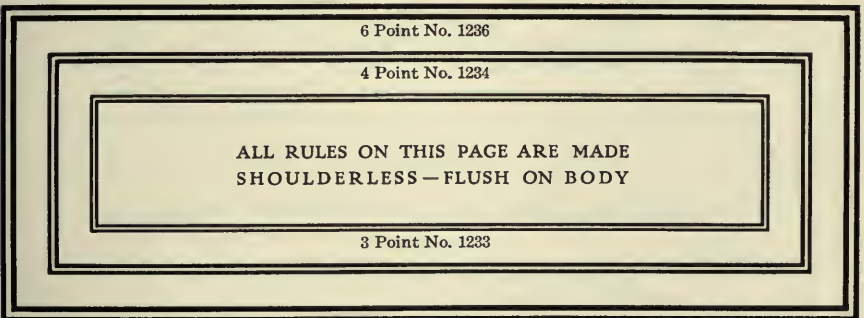 6 Point No. 1236
4 Point No. 1234
ALL RULES ON THIS PAGE ARE MADE
SHOULDERLESS—FLUSH ON BODY
3 Point No. 1233